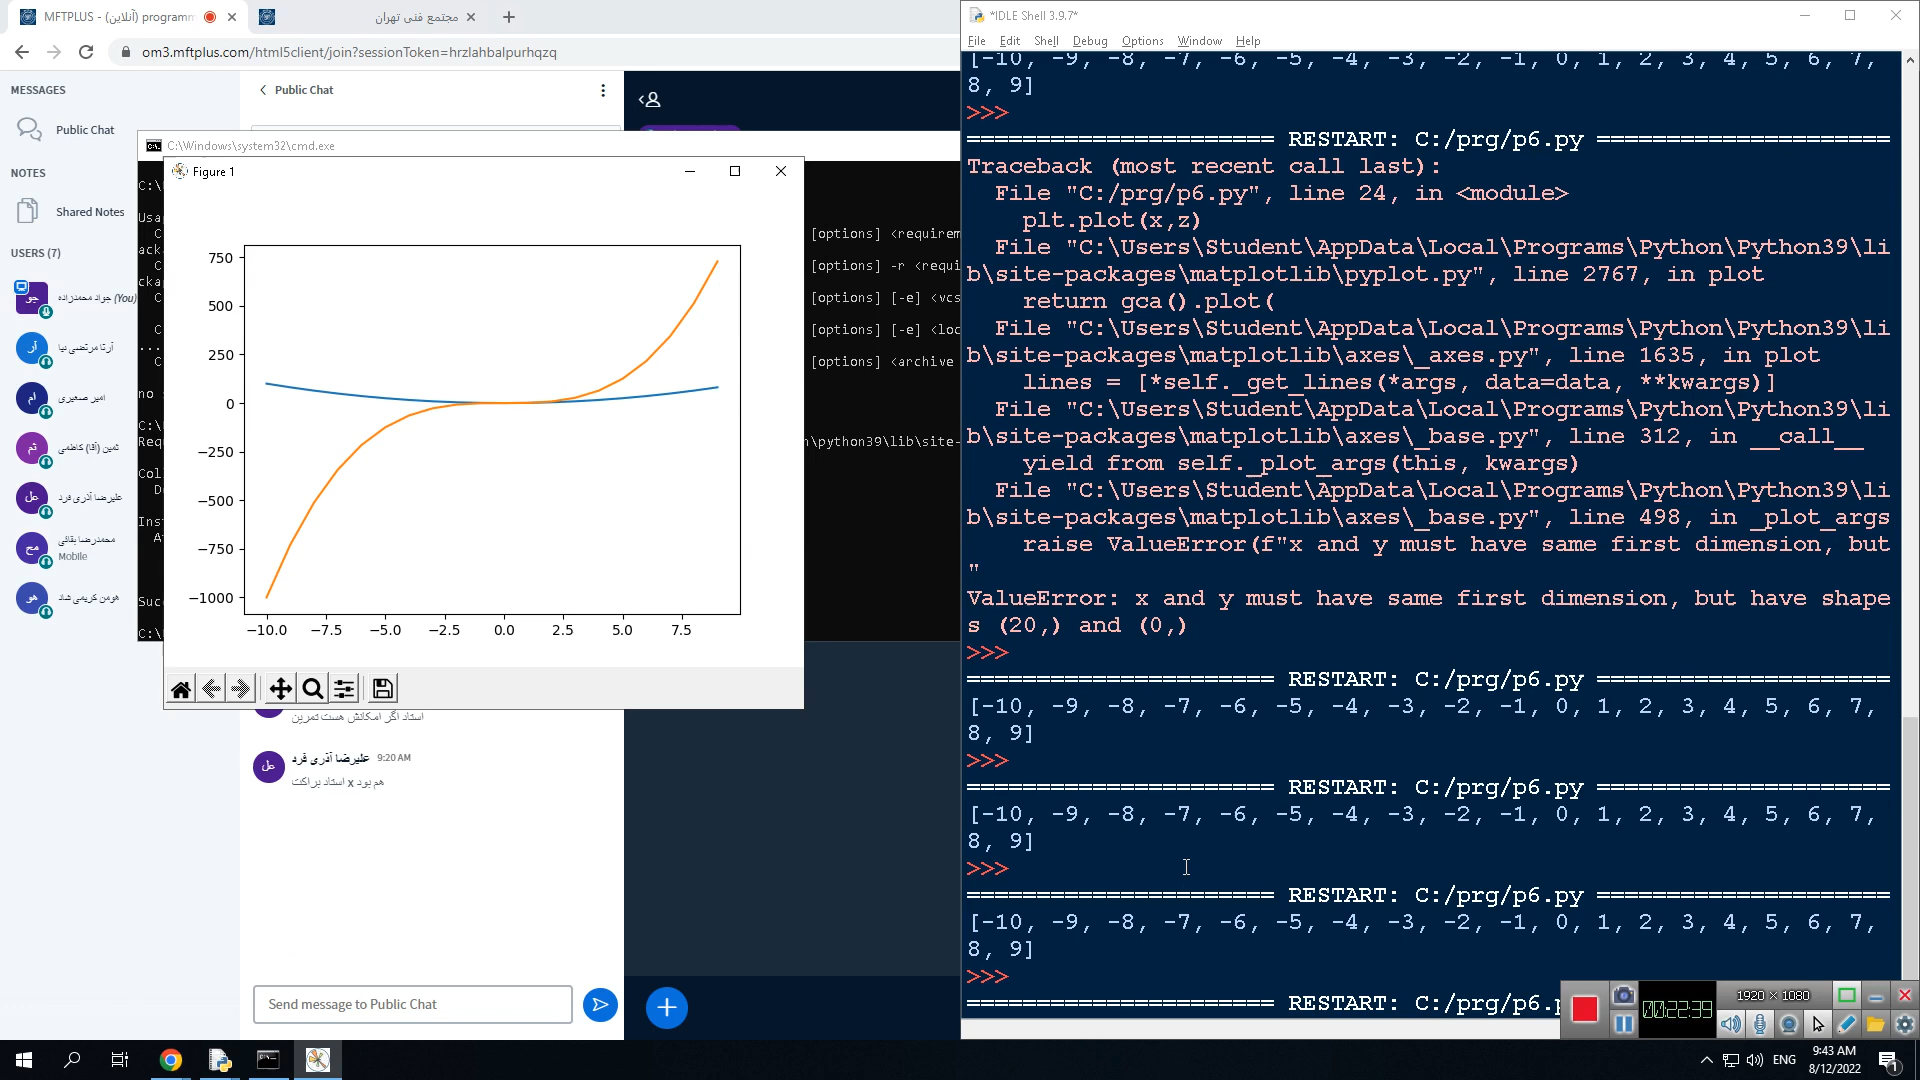 MFTPLUS - (آنلاین) programm
مجتمع فنی تهران
om3.mftplus.com/html5client/join?sessionToken=hrzlahbalpurhqzq
MESSAGES
Public Chat
NOTES
Shared Notes
USERS (7)
جو
جواد محمدزاده (You)
آر
آرتا مرتضی نیا
ام
امیر صغیری
ثم
ثمین (آقا) کاظمی
عل
علیرضا آذری فرد
مح
محمدرضا بقائی
Mobile
هو
هومن کریمی شاد
Public Chat
استاد اگر امکانش هست تمرین
عل
علیرضا آذری فرد 9:20 AM
هم بود x استاد براکت
Send message to Public Chat
C:\Windows\system32\cmd.exe
[options] <requirem
[options] -r <requi
[options] [-e] <vcs
[options] [-e] <loc
[options] <archive
n\python39\lib\site-
Figure 1
750
500
250
0
−250
−500
−750
−1000
−10.0 −7.5 −5.0 −2.5 0.0 2.5 5.0 7.5
*IDLE Shell 3.9.7*
File Edit Shell Debug Options Window Help
[-10, -9, -8, -7, -6, -5, -4, -3, -2, -1, 0, 1, 2, 3, 4, 5, 6, 7,
8, 9]
>>>
====================== RESTART: C:/prg/p6.py =====================
Traceback (most recent call last):
File "C:/prg/p6.py", line 24, in <module>
plt.plot(x,z)
File "C:\Users\Student\AppData\Local\Programs\Python\Python39\li
b\site-packages\matplotlib\pyplot.py", line 2767, in plot
return gca().plot(
File "C:\Users\Student\AppData\Local\Programs\Python\Python39\li
b\site-packages\matplotlib\axes\_axes.py", line 1635, in plot
lines = [*self._get_lines(*args, data=data, **kwargs)]
File "C:\Users\Student\AppData\Local\Programs\Python\Python39\li
b\site-packages\matplotlib\axes\_base.py", line 312, in __call__
yield from self._plot_args(this, kwargs)
File "C:\Users\Student\AppData\Local\Programs\Python\Python39\li
b\site-packages\matplotlib\axes\_base.py", line 498, in _plot_args
raise ValueError(f"x and y must have same first dimension, but
"
ValueError: x and y must have same first dimension, but have shape
s (20,) and (0,)
>>>
====================== RESTART: C:/prg/p6.py =====================
[-10, -9, -8, -7, -6, -5, -4, -3, -2, -1, 0, 1, 2, 3, 4, 5, 6, 7,
8, 9]
>>>
====================== RESTART: C:/prg/p6.py =====================
[-10, -9, -8, -7, -6, -5, -4, -3, -2, -1, 0, 1, 2, 3, 4, 5, 6, 7,
8, 9]
>>>
====================== RESTART: C:/prg/p6.py =====================
[-10, -9, -8, -7, -6, -5, -4, -3, -2, -1, 0, 1, 2, 3, 4, 5, 6, 7,
8, 9]
>>>
====================== RESTART: C:/prg/p6.p
00:22:39
1920 × 1080
ENG
9:43 AM
8/12/2022
1